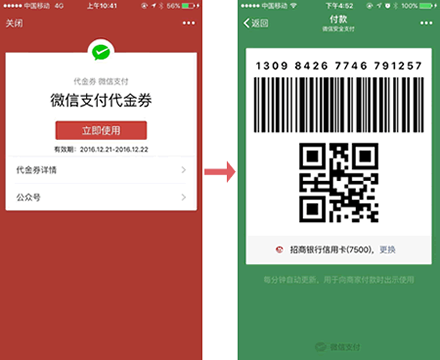 中国移动 4G 上午10:41 56%
关闭
代金券 微信支付
微信支付代金券
立即使用
有效期：2016.12.21-2016.12.22
代金券详情
公众号
中国移动 下午4:52 100%
返回 付款
微信安全支付
1309 8426 7746 791257
招商银行信用卡(7500)，更换
每分钟自动更新，用于向商家付款时出示使用
微信支付